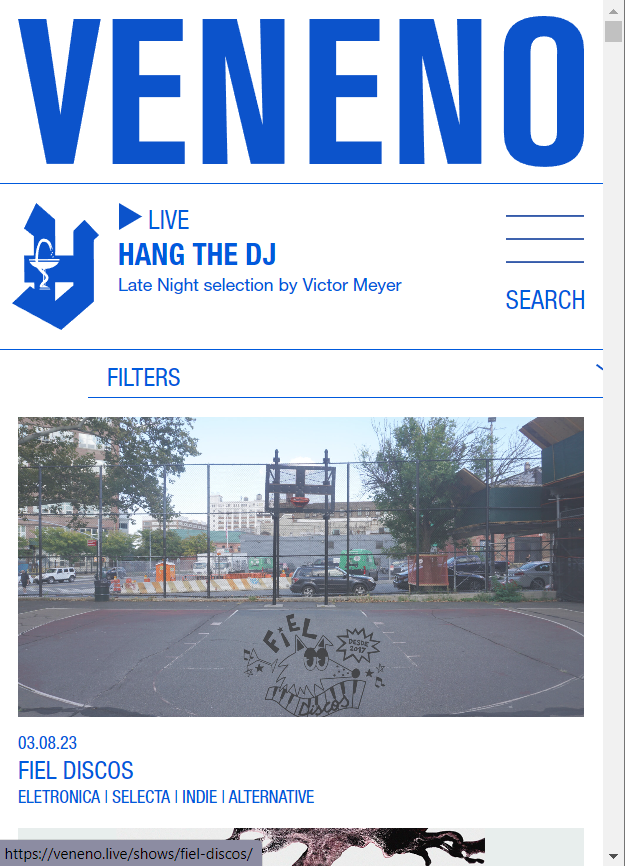 VENENO
LIVE
HANG THE DJ
Late Night selection by Victor Meyer
SEARCH
FILTERS
FIEL
DESDE
2017
discos
03.08.23
FIEL DISCOS
ELETRONICA | SELECTA | INDIE | ALTERNATIVE
https://veneno.live/shows/fiel-discos/